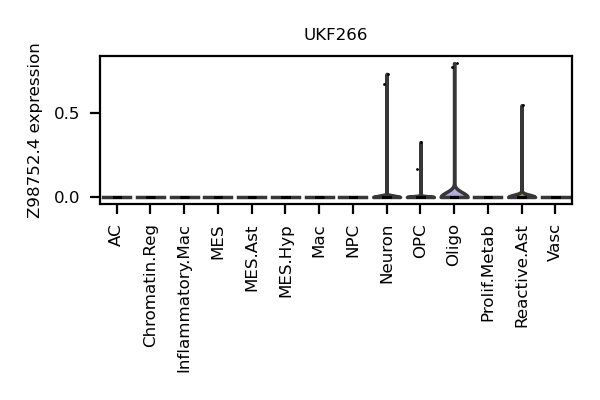 UKF266
Z98752.4 expression
0.5
0.0
AC
Chromatin.Reg
Inflammatory.Mac
MES
MES.Ast
MES.Hyp
Mac
NPC
Neuron
OPC
Oligo
Prolif.Metab
Reactive.Ast
Vasc